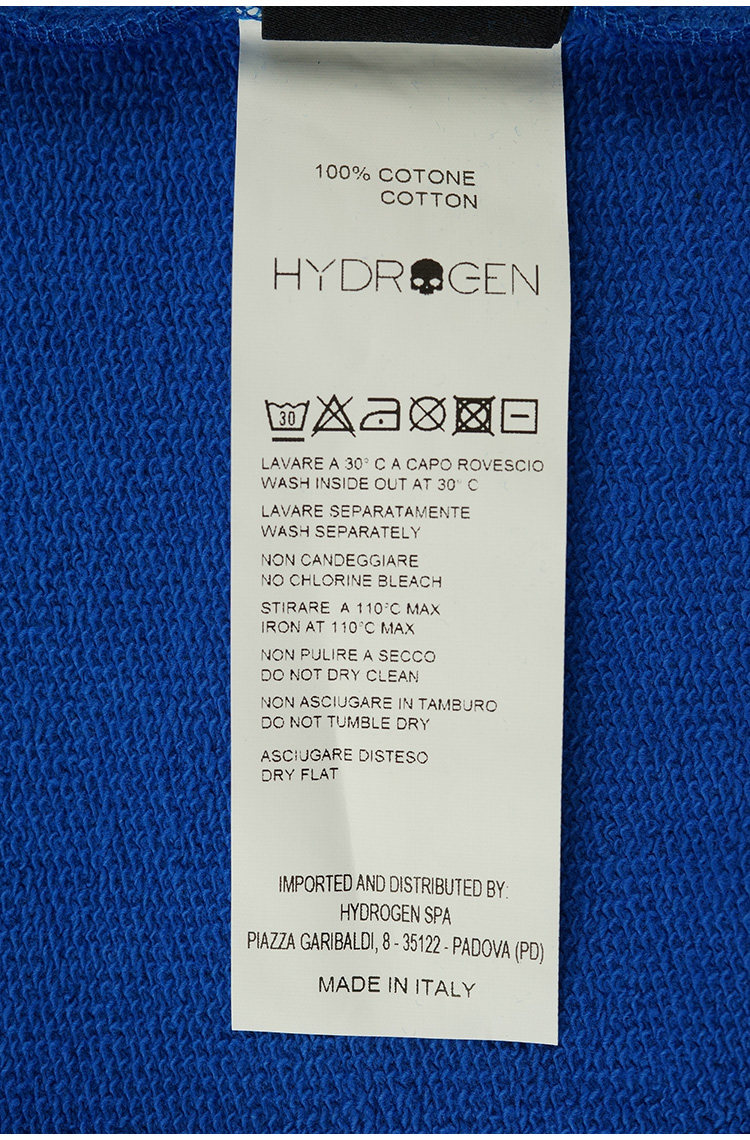 100% COTONE
COTTON
HYDROGEN
30
LAVARE A 30° C A CAPO ROVESCIO
WASH INSIDE OUT AT 30° C
LAVARE SEPARATAMENTE
WASH SEPARATELY
NON CANDEGGIARE
NO CHLORINE BLEACH
STIRARE A 110°C MAX
IRON AT 110°C MAX
NON PULIRE A SECCO
DO NOT DRY CLEAN
NON ASCIUGARE IN TAMBURO
DO NOT TUMBLE DRY
ASCIUGARE DISTESO
DRY FLAT
IMPORTED AND DISTRIBUTED BY:
HYDROGEN SPA
PIAZZA GARIBALDI, 8 - 35122 - PADOVA (PD)
MADE IN ITALY